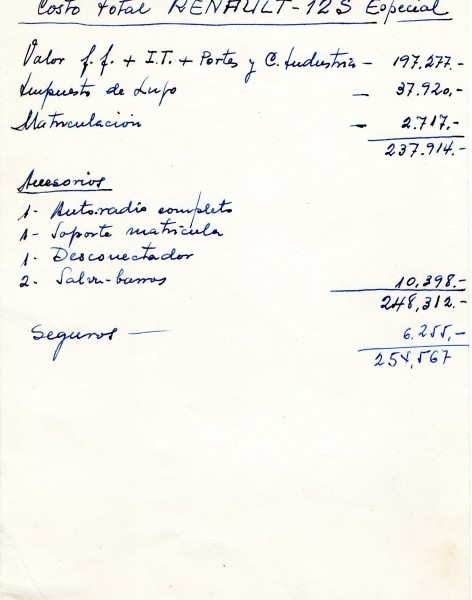 Costo total RENAULT-12S Especial
Valor f.f. + I.T. + Portes y C. Industria - 197.277.-
Impuesto de Lujo - 37.920,-
Matriculación - 2.717,-
237.914.-
Accesorios
1- Autoradio completo
1- Soporte matricula
1- Desconectador
2. Salva-barros 10,398.-
248,312.-
Seguros - 6.255,-
254,567